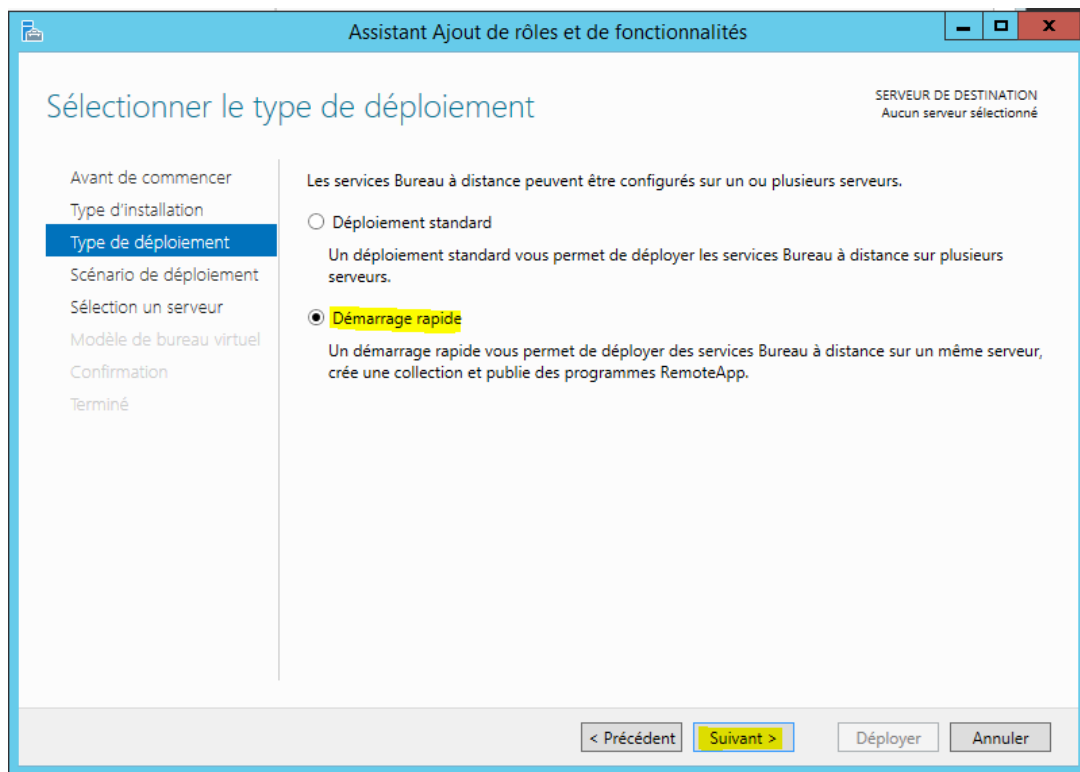 Assistant Ajout de rôles et de fonctionnalités
Sélectionner le type de déploiement
SERVEUR DE DESTINATION
Aucun serveur sélectionné
Avant de commencer
Type d'installation
Type de déploiement
Scénario de déploiement
Sélection un serveur
Modèle de bureau virtuel
Confirmation
Terminé
Les services Bureau à distance peuvent être configurés sur un ou plusieurs serveurs.
Déploiement standard
Un déploiement standard vous permet de déployer les services Bureau à distance sur plusieurs
serveurs.
Démarrage rapide
Un démarrage rapide vous permet de déployer des services Bureau à distance sur un même serveur,
crée une collection et publie des programmes RemoteApp.
< Précédent
Suivant >
Déployer
Annuler